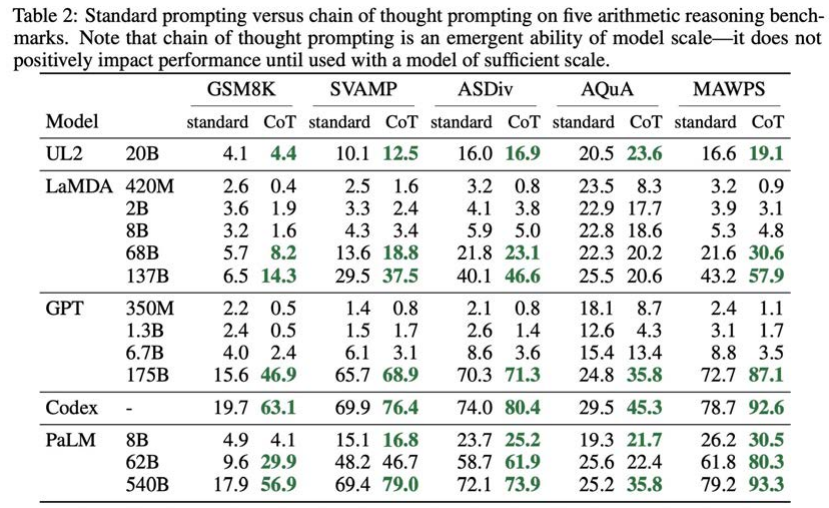 Table 2: Standard prompting versus chain of thought prompting on five arithmetic reasoning bench-
marks. Note that chain of thought prompting is an emergent ability of model scale—it does not
positively impact performance until used with a model of sufficient scale.
GSM8K SVAMP ASDiv AQuA MAWPS
Model standard CoT standard CoT standard CoT standard CoT standard CoT
UL2 20B 4.1 4.4 10.1 12.5 16.0 16.9 20.5 23.6 16.6 19.1
LaMDA 420M 2.6 0.4 2.5 1.6 3.2 0.8 23.5 8.3 3.2 0.9
2B 3.6 1.9 3.3 2.4 4.1 3.8 22.9 17.7 3.9 3.1
8B 3.2 1.6 4.3 3.4 5.9 5.0 22.8 18.6 5.3 4.8
68B 5.7 8.2 13.6 18.8 21.8 23.1 22.3 20.2 21.6 30.6
137B 6.5 14.3 29.5 37.5 40.1 46.6 25.5 20.6 43.2 57.9
GPT 350M 2.2 0.5 1.4 0.8 2.1 0.8 18.1 8.7 2.4 1.1
1.3B 2.4 0.5 1.5 1.7 2.6 1.4 12.6 4.3 3.1 1.7
6.7B 4.0 2.4 6.1 3.1 8.6 3.6 15.4 13.4 8.8 3.5
175B 15.6 46.9 65.7 68.9 70.3 71.3 24.8 35.8 72.7 87.1
Codex - 19.7 63.1 69.9 76.4 74.0 80.4 29.5 45.3 78.7 92.6
PaLM 8B 4.9 4.1 15.1 16.8 23.7 25.2 19.3 21.7 26.2 30.5
62B 9.6 29.9 48.2 46.7 58.7 61.9 25.6 22.4 61.8 80.3
540B 17.9 56.9 69.4 79.0 72.1 73.9 25.2 35.8 79.2 93.3